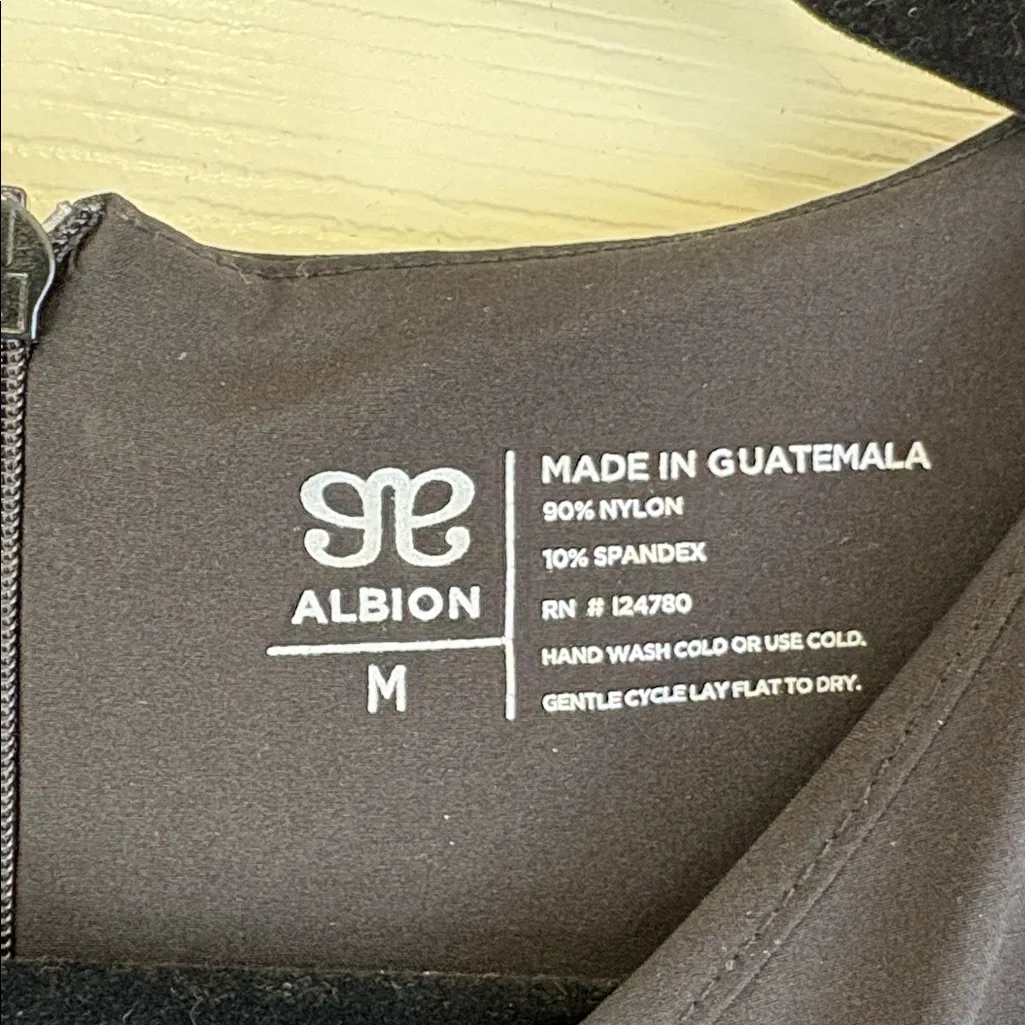 ALBION
M
MADE IN GUATEMALA
90% NYLON
10% SPANDEX
RN # 124780
HAND WASH COLD OR USE COLD.
GENTLE CYCLE LAY FLAT TO DRY.